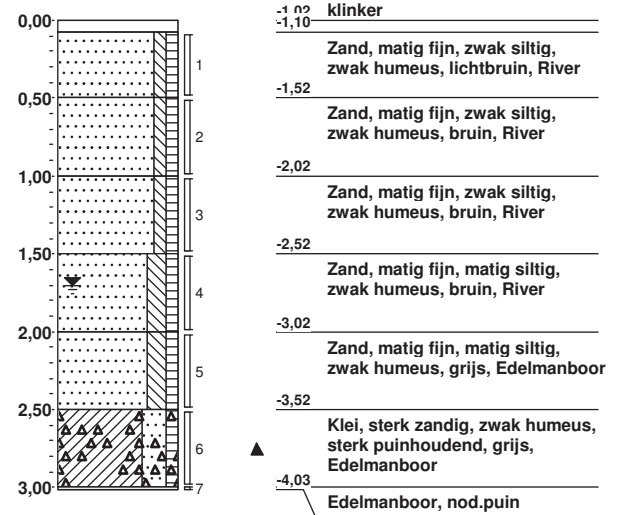 0,00
0,50
1,00
1,50
2,00
2,50
3,00
1
2
3
4
5
6
7
-1,02 klinker
-1,10
Zand, matig fijn, zwak siltig,
zwak humeus, lichtbruin, River
-1,52
Zand, matig fijn, zwak siltig,
zwak humeus, bruin, River
-2,02
Zand, matig fijn, zwak siltig,
zwak humeus, bruin, River
-2,52
Zand, matig fijn, matig siltig,
zwak humeus, bruin, River
-3,02
Zand, matig fijn, matig siltig,
zwak humeus, grijs, Edelmanboor
-3,52
Klei, sterk zandig, zwak humeus,
sterk puinhoudend, grijs,
Edelmanboor
-4,03
Edelmanboor, nod.puin